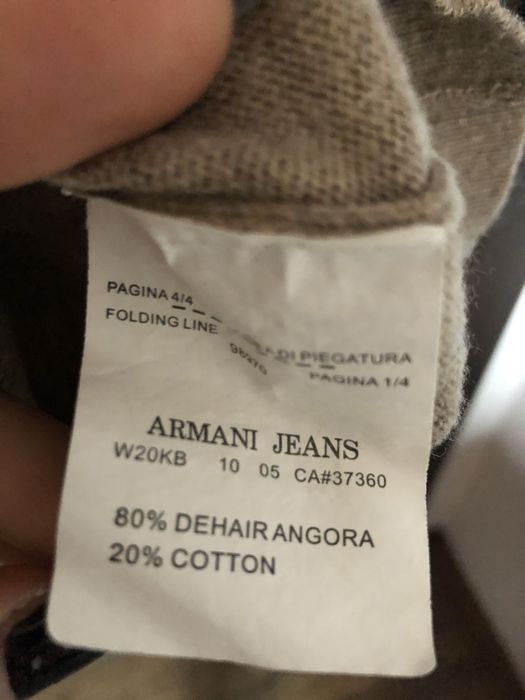 PAGINA 4/4
FOLDING LINE
DI PIEGATURA
PAGINA 1/4
ARMANI JEANS
W20KB 10 05 CA#37360
80% DEHAIR ANGORA
20% COTTON